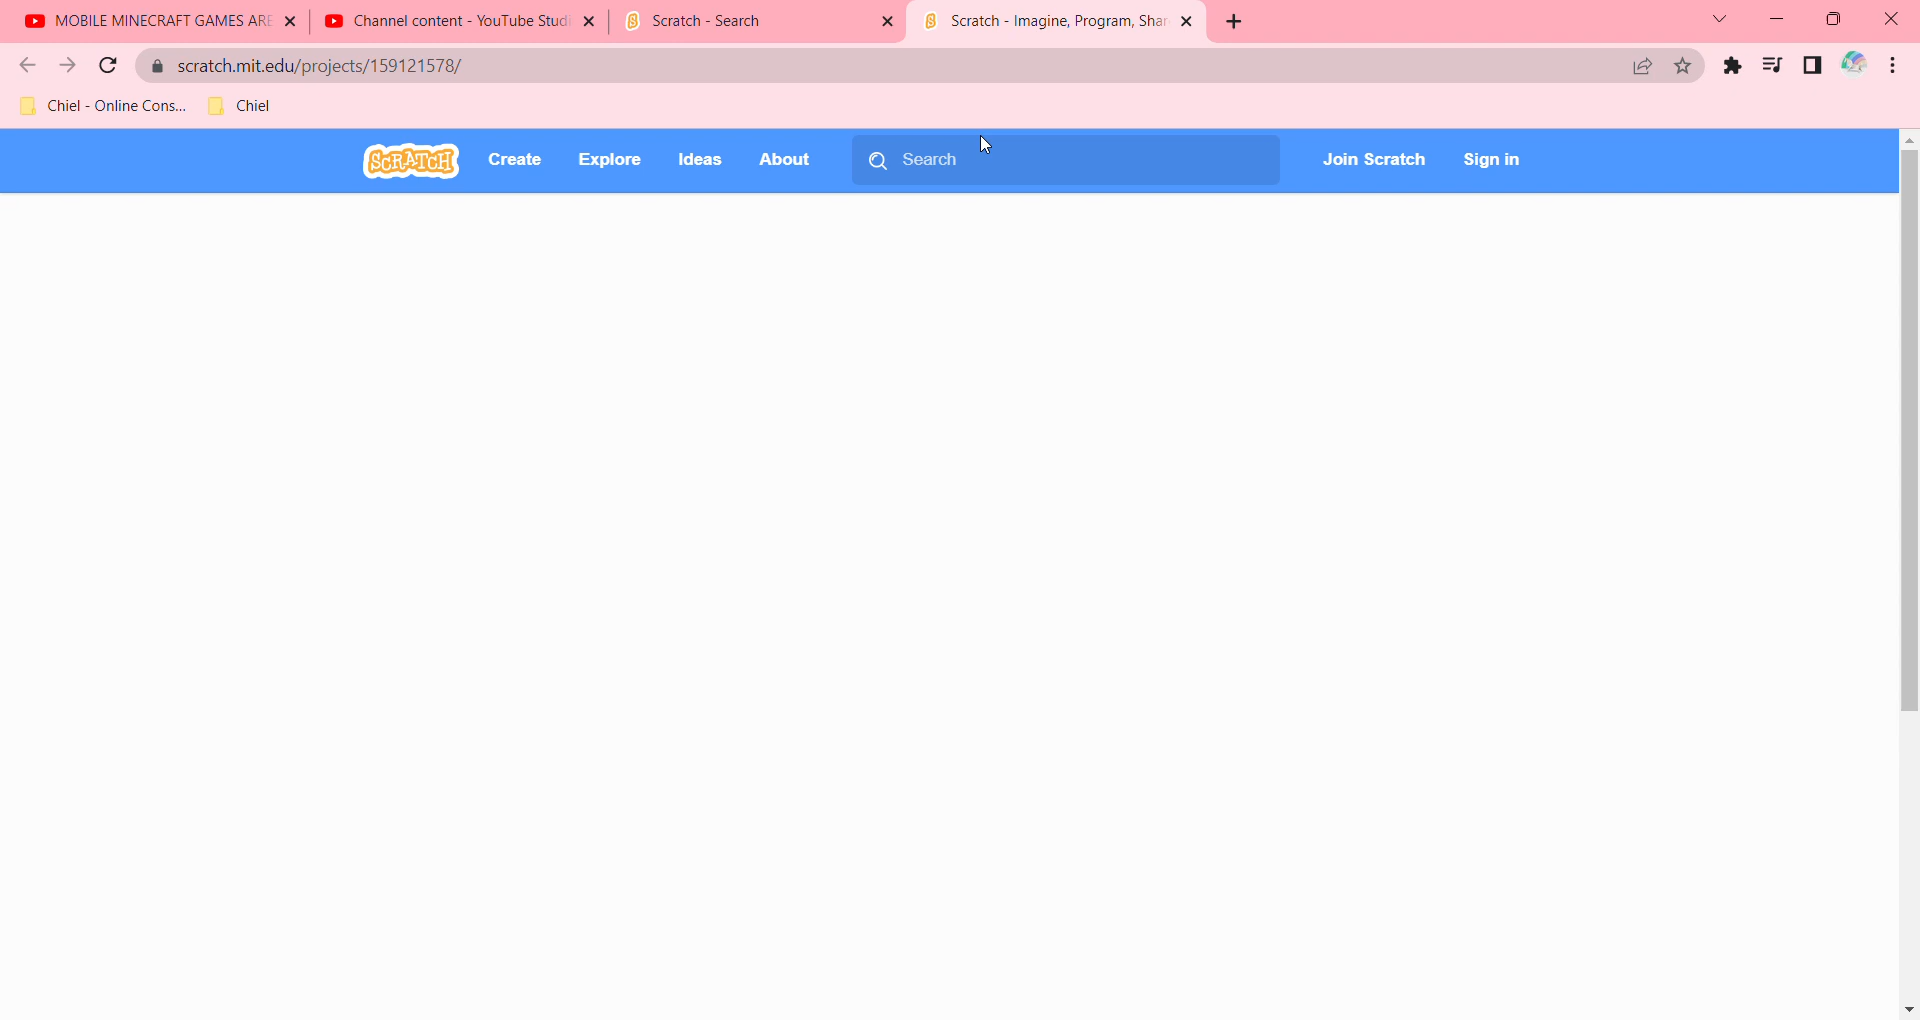 MOBILE MINECRAFT GAMES ARE
Channel content - YouTube Studi
Scratch - Search
Scratch - Imagine, Program, Shar
scratch.mit.edu/projects/159121578/
Chiel - Online Cons... Chiel
SCRATCH Create Explore Ideas About Search Join Scratch Sign in